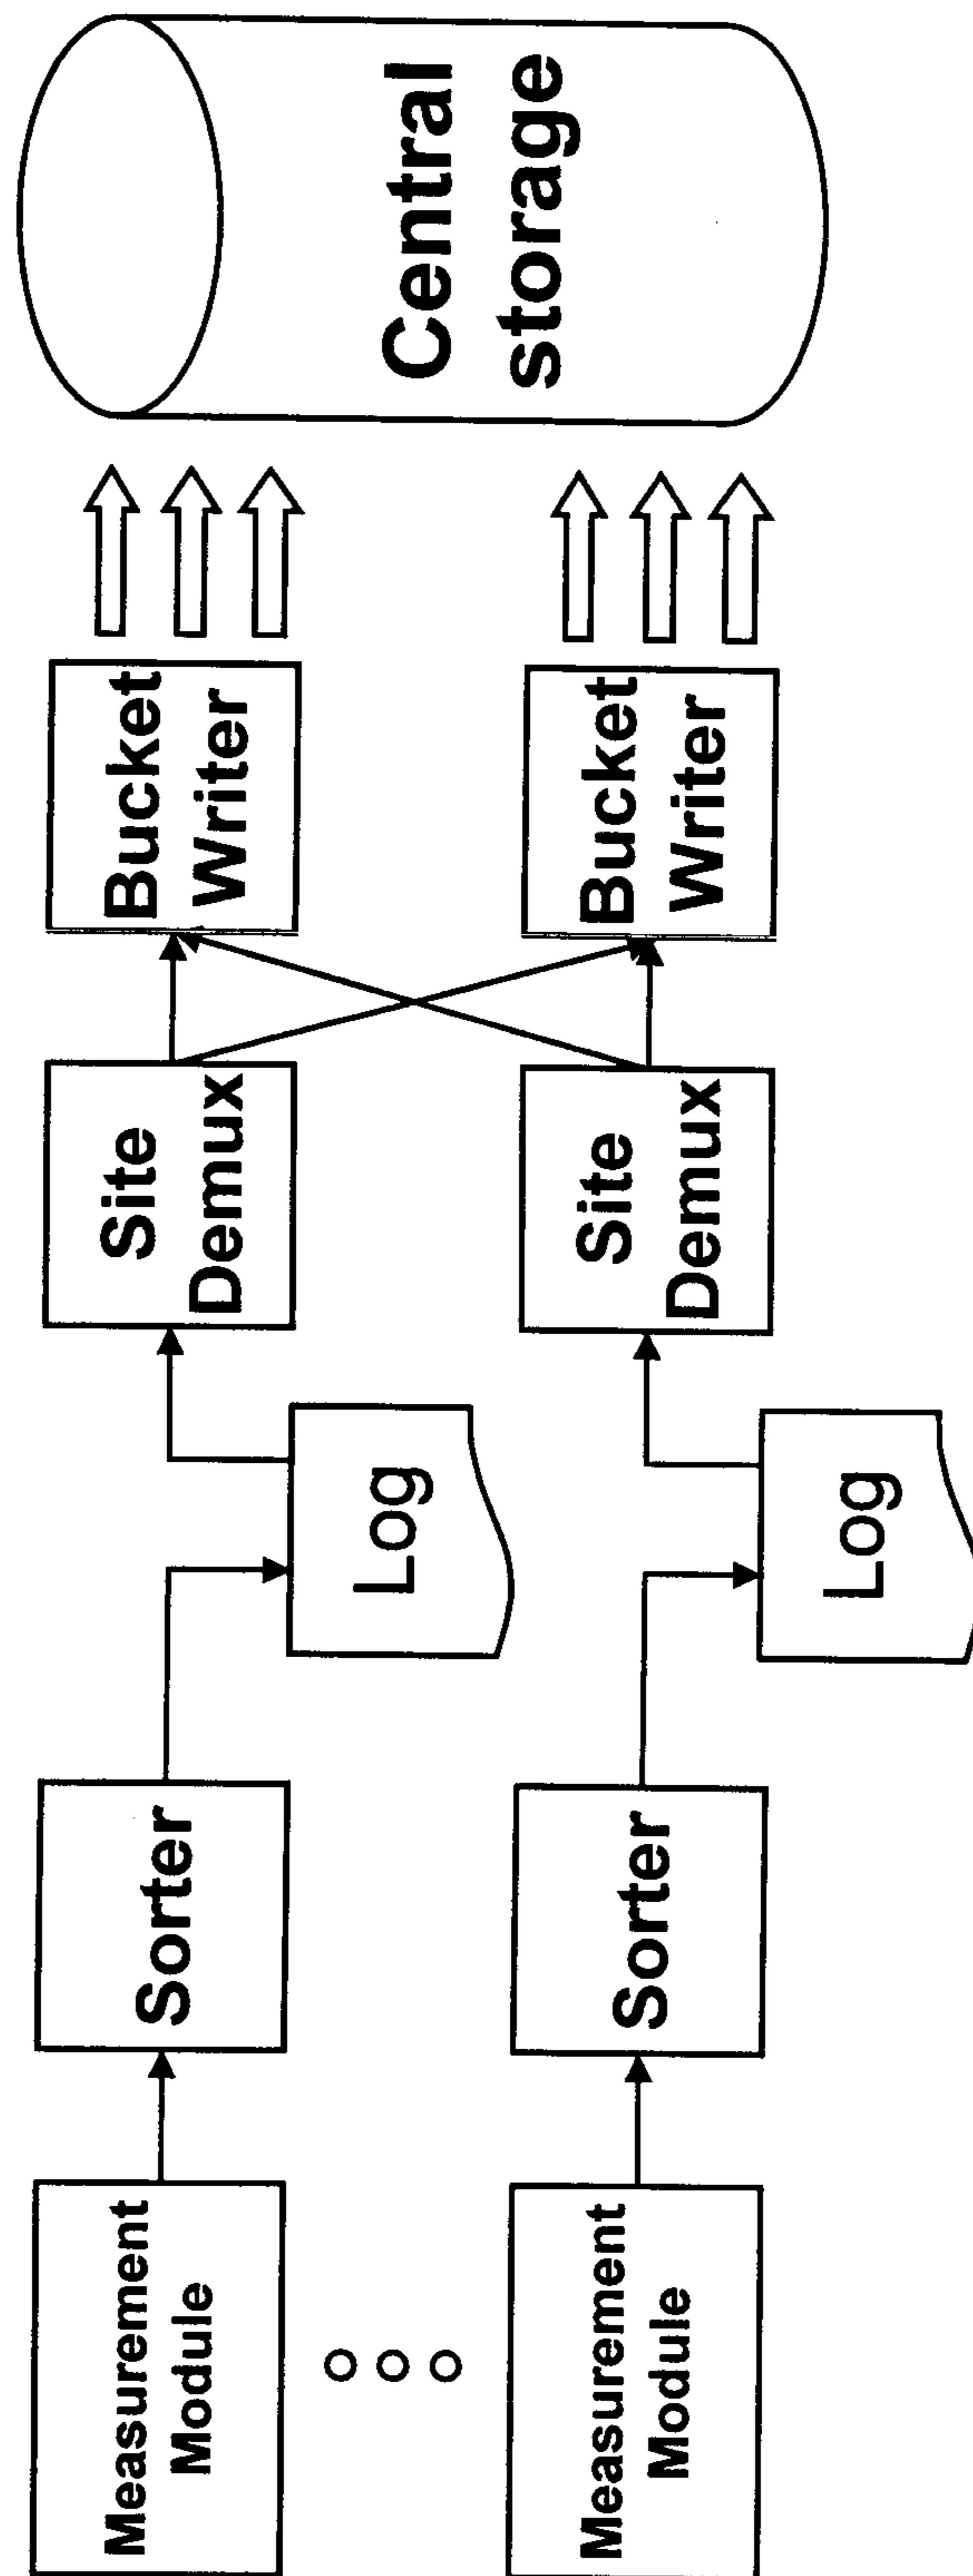 Measurement
Module
Sorter
Log
Site
Demux
Bucket
Writer
Central
storage
Measurement
Module
Sorter
Log
Site
Demux
Bucket
Writer